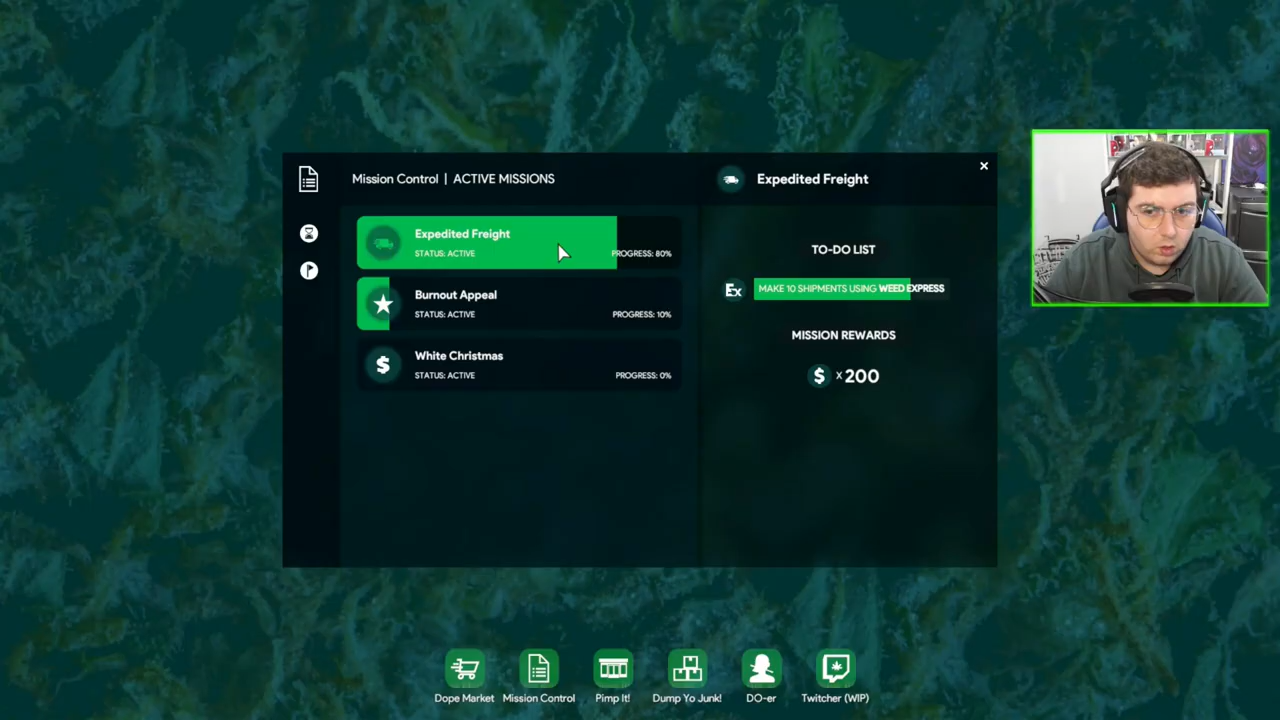 Mission Control | ACTIVE MISSIONS
Expedited Freight
STATUS: ACTIVE
PROGRESS: 80%
Burnout Appeal
STATUS: ACTIVE
PROGRESS: 10%
White Christmas
STATUS: ACTIVE
PROGRESS: 0%
Expedited Freight
TO-DO LIST
Ex MAKE 10 SHIPMENTS USING WEED EXPRESS
MISSION REWARDS
$ x 200
Dope Market
Mission Control
Pimp It!
Dump Yo Junk!
DO-er
Twitcher (WIP)